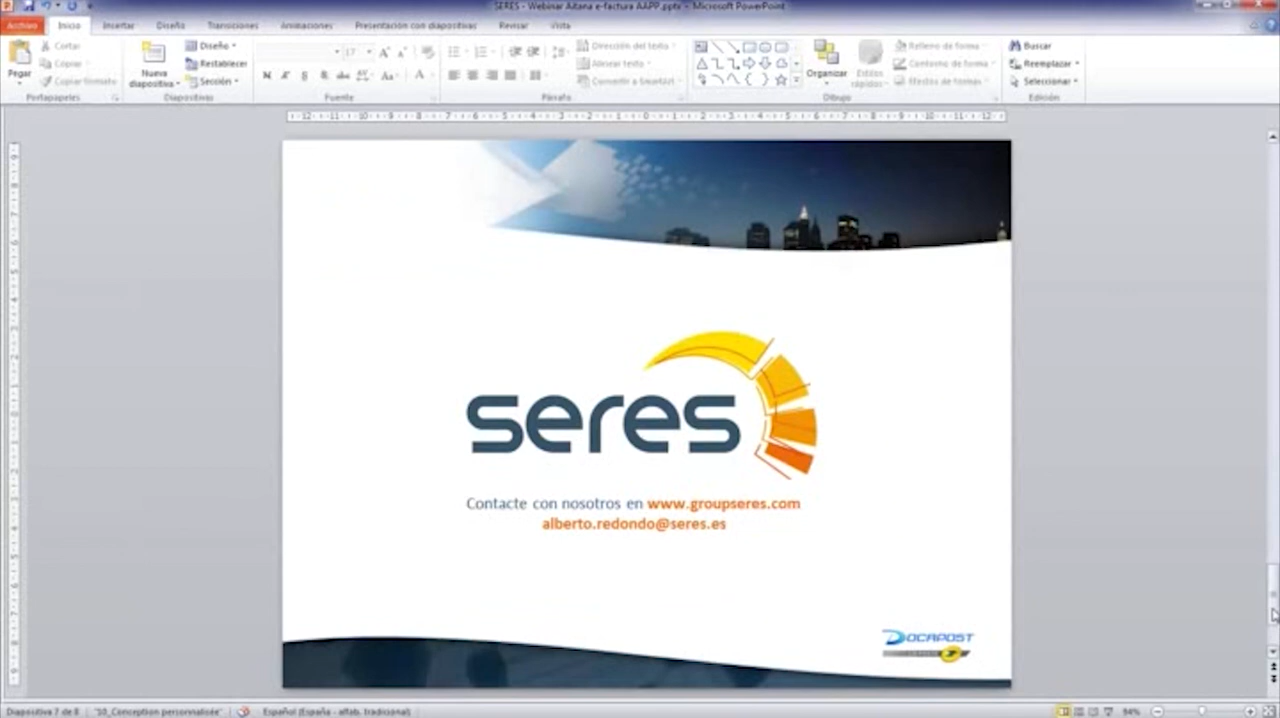 SERES - Webinar Aitana e-factura AAPP.pptx - Microsoft PowerPoint
Archivo Inicio Insertar Diseño Transiciones Animaciones Presentación con diapositivas Revisar Vista
Pegar
Cortar
Copiar
Copiar formato
Portapapeles
Nueva diapositiva
Diseño
Restablecer
Sección
Diapositivas
17
Fuente
Párrafo
Dirección del texto
Alinear texto
Convertir a SmartArt
Organizar
Estilos rápidos
Relleno de forma
Contorno de forma
Efectos de formas
Dibujo
Buscar
Reemplazar
Seleccionar
Edición
seres
Contacte con nosotros en www.groupseres.com
alberto.redondo@seres.es
DOCAPOST
Diapositiva 7 de 8 "10_Conception personnalisée" Español (España - alfab. tradicional) 94%